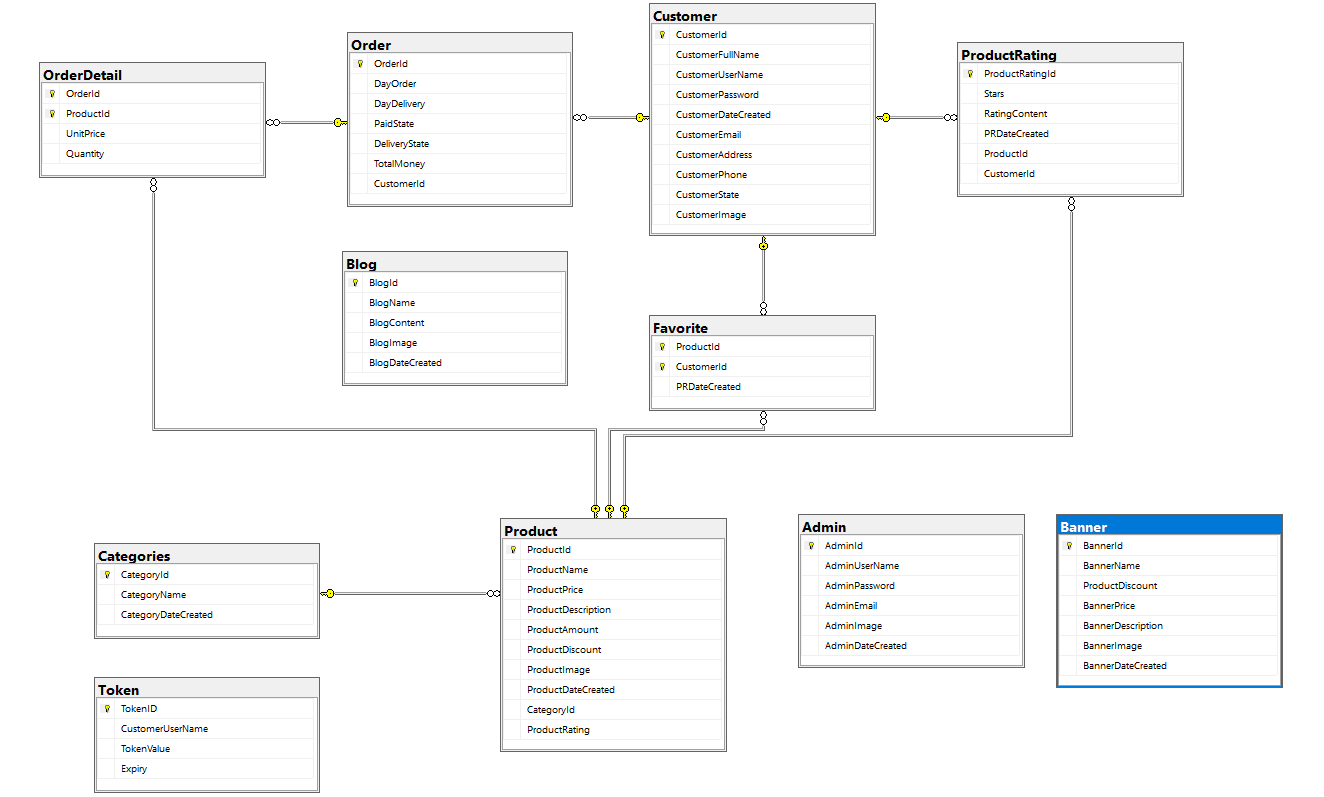 OrderDetail
OrderId
ProductId
UnitPrice
Quantity
Order
OrderId
DayOrder
DayDelivery
PaidState
DeliveryState
TotalMoney
CustomerId
Customer
CustomerId
CustomerFullName
CustomerUserName
CustomerPassword
CustomerDateCreated
CustomerEmail
CustomerAddress
CustomerPhone
CustomerState
CustomerImage
ProductRating
ProductRatingId
Stars
RatingContent
PRDateCreated
ProductId
CustomerId
Blog
BlogId
BlogName
BlogContent
BlogImage
BlogDateCreated
Favorite
ProductId
CustomerId
PRDateCreated
Categories
CategoryId
CategoryName
CategoryDateCreated
Product
ProductId
ProductName
ProductPrice
ProductDescription
ProductAmount
ProductDiscount
ProductImage
ProductDateCreated
CategoryId
ProductRating
Admin
AdminId
AdminUserName
AdminPassword
AdminEmail
AdminImage
AdminDateCreated
Banner
BannerId
BannerName
ProductDiscount
BannerPrice
BannerDescription
BannerImage
BannerDateCreated
Token
TokenID
CustomerUserName
TokenValue
Expiry